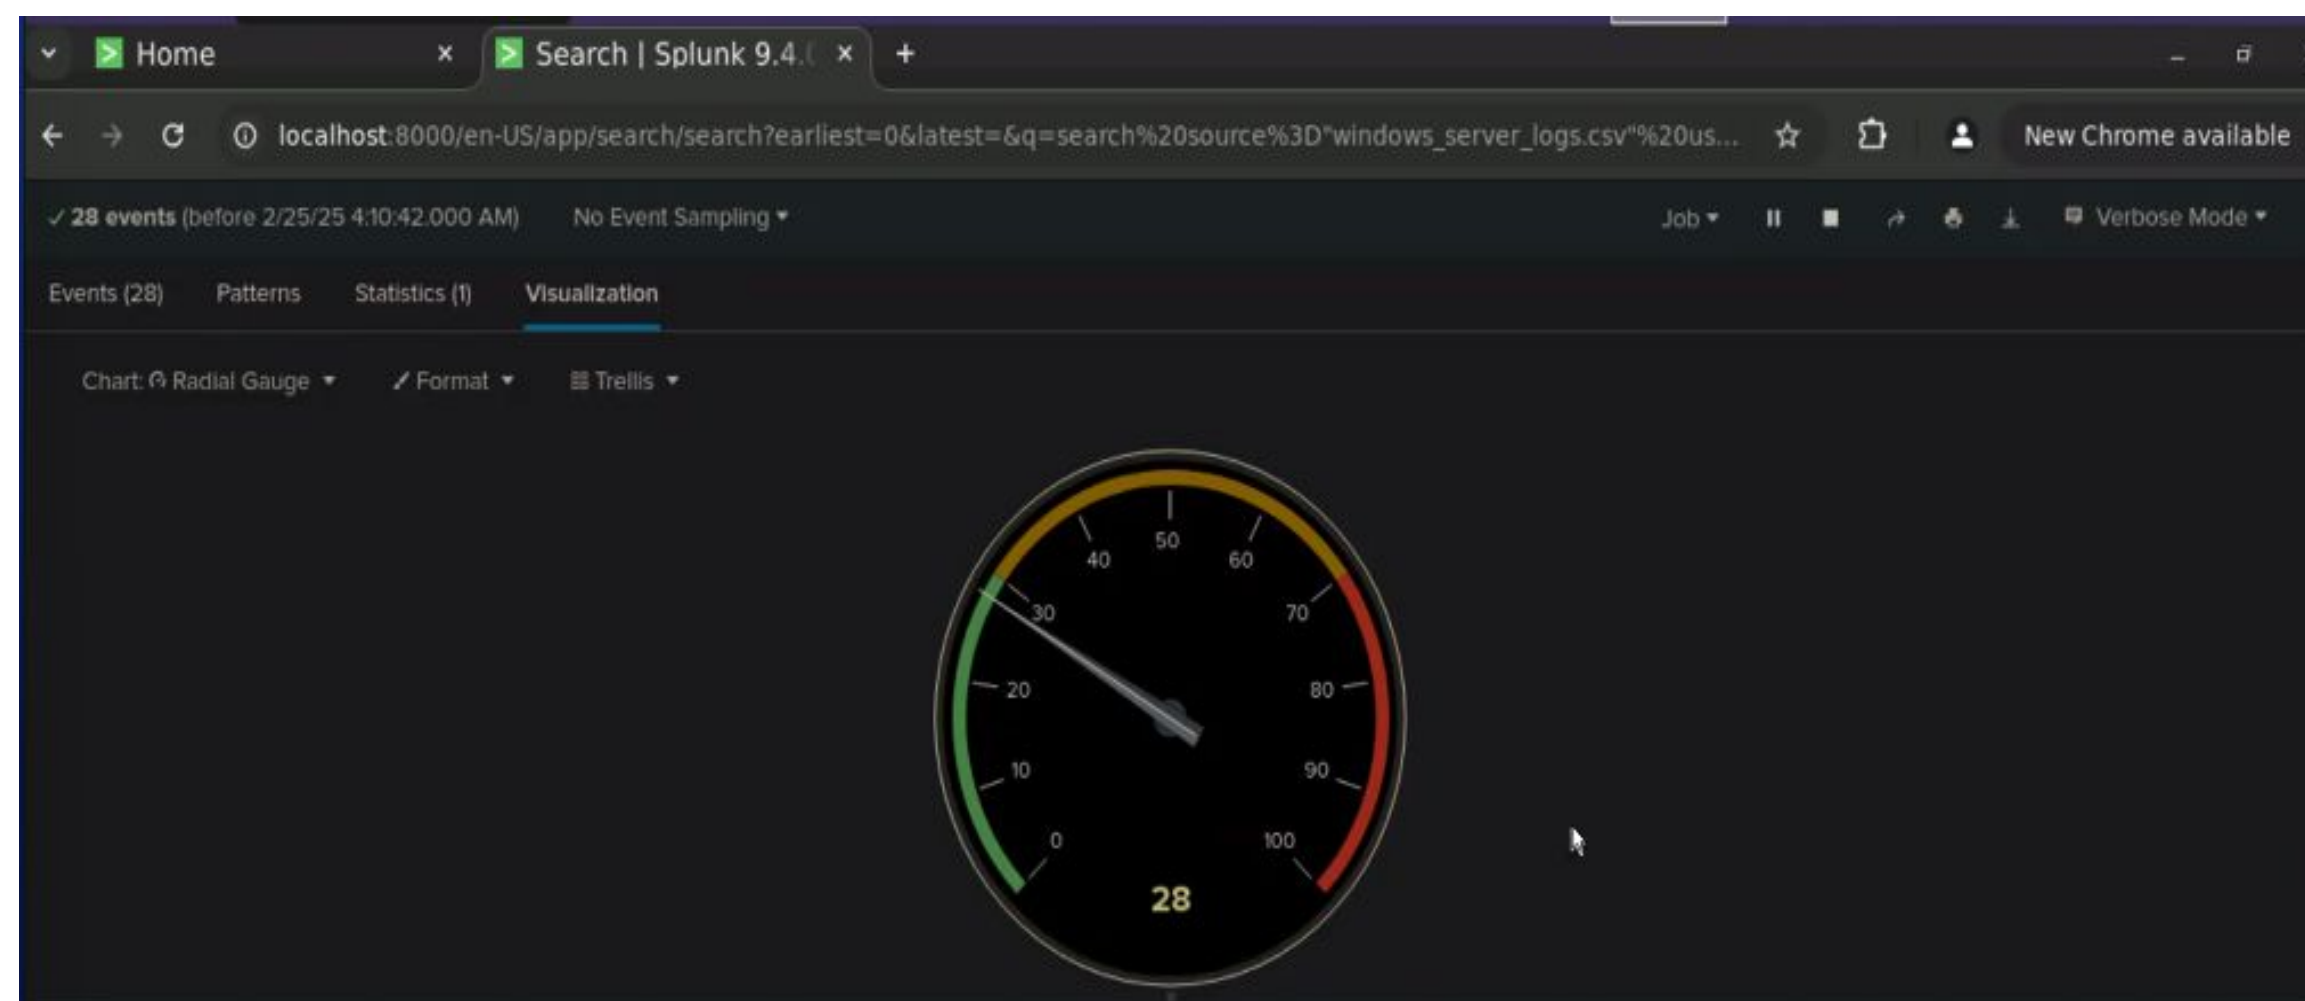 Home
Search | Splunk 9.4.
localhost:8000/en-US/app/search/search?earliest=0&latest=&q=search%20source%3D"windows_server_logs.csv"%20us...
New Chrome available
28 events (before 2/25/25 4:10:42.000 AM)
No Event Sampling
Job
Verbose Mode
Events (28)
Patterns
Statistics (1)
Visualization
Chart: Radial Gauge
Format
Trellis
0
10
20
30
40
50
60
70
80
90
100
28